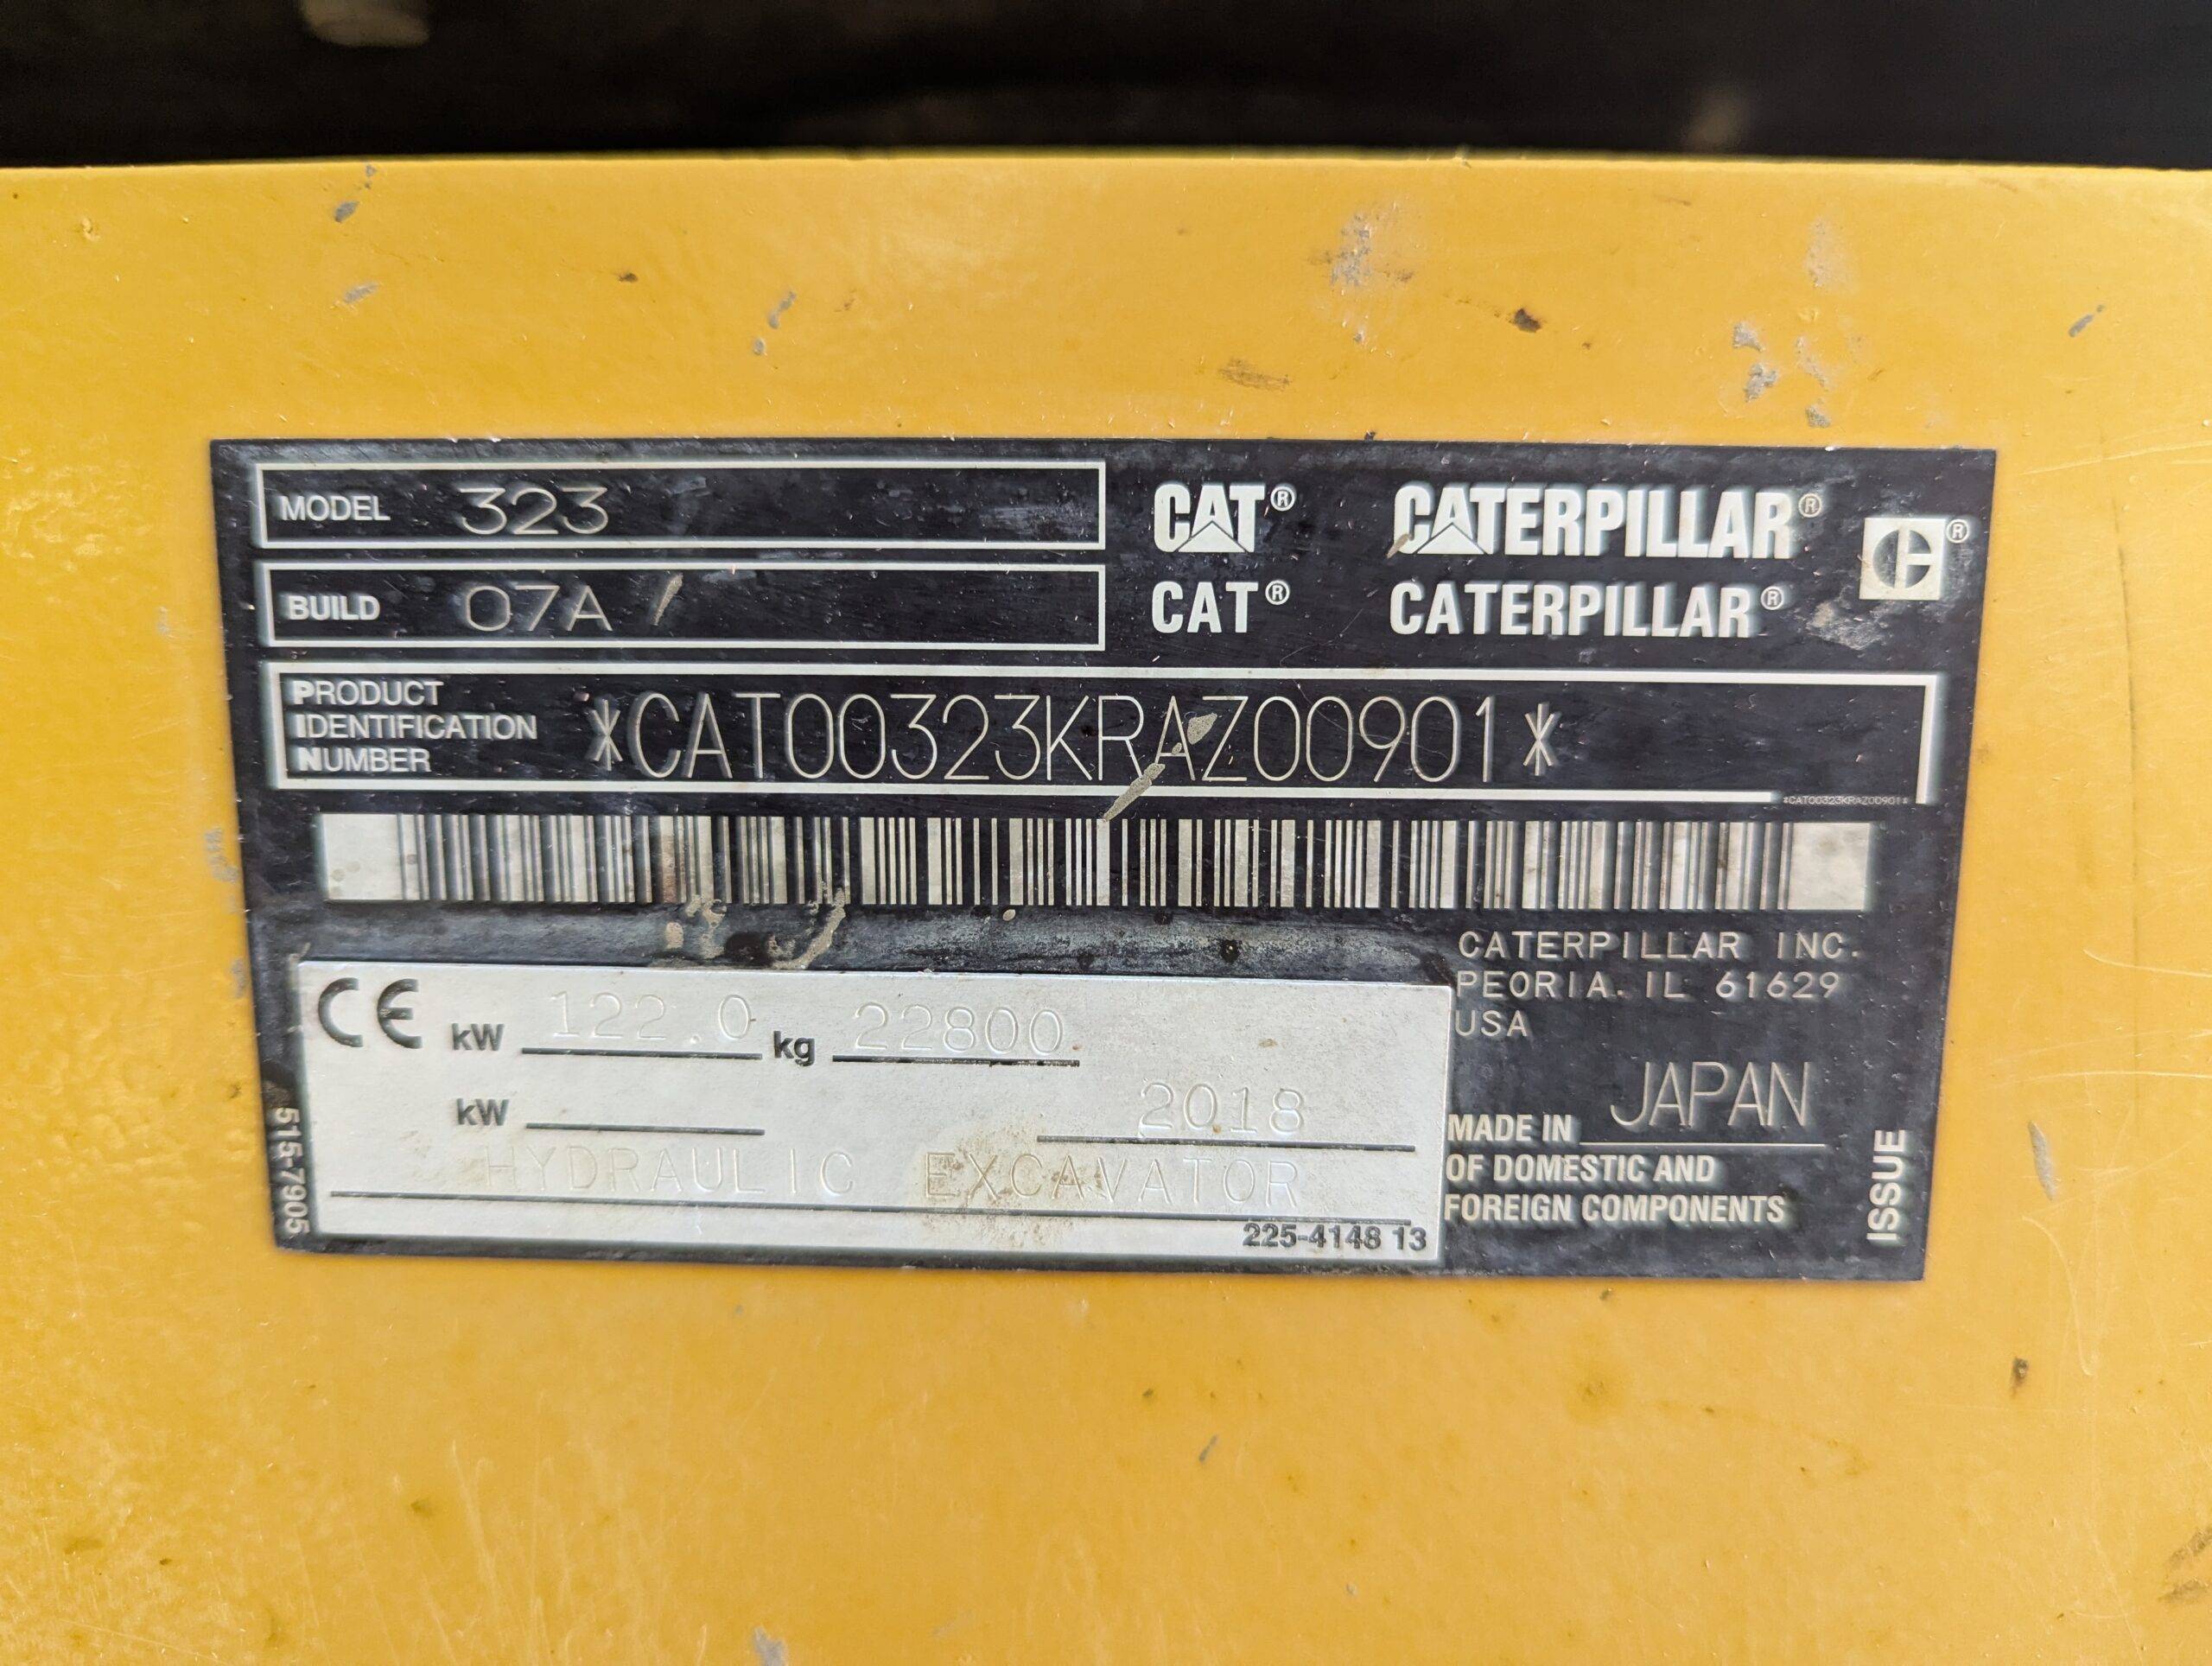 MODEL 323
BUILD 07A
CAT® CATERPILLAR® ®
CAT® CATERPILLAR®
PRODUCT
IDENTIFICATION
NUMBER
*CAT00323KRAZ00901*
*CAT00323KRAZ00901*
CATERPILLAR INC.
PEORIA. IL 61629
USA
MADE IN JAPAN
OF DOMESTIC AND
FOREIGN COMPONENTS
ISSUE
CE kW 122.0 kg 22800
kW 2018
HYDRAULIC EXCAVATOR
225-4148 13
515-7905